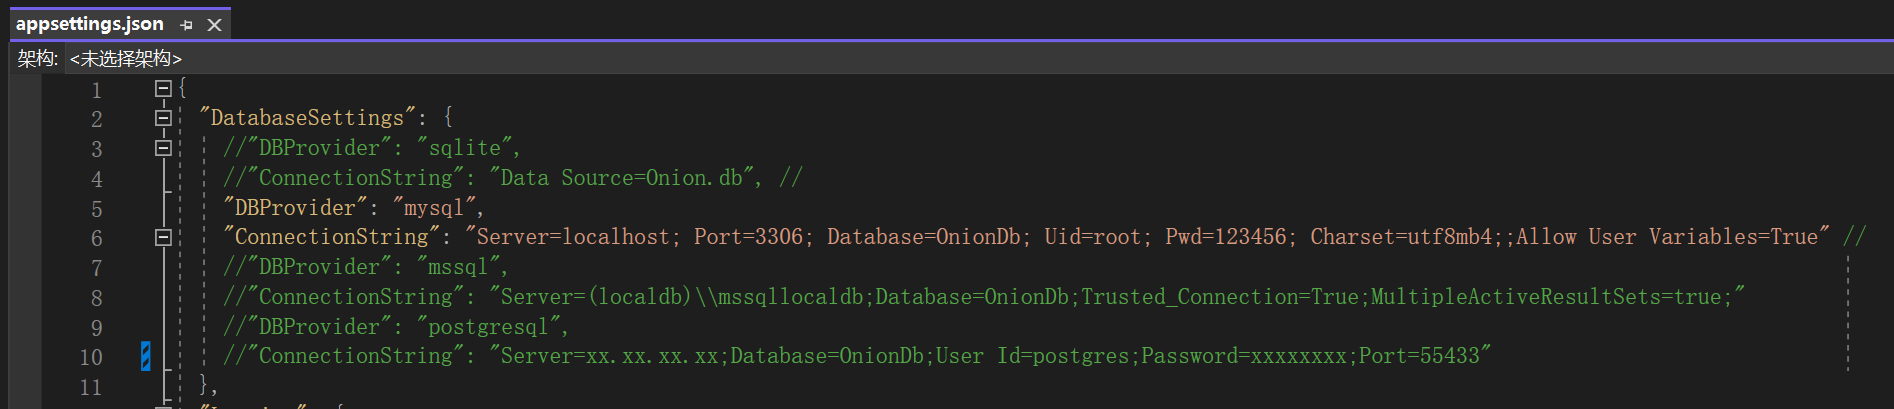 appsettings.json
架构: <未选择架构>
1 {
2 "DatabaseSettings": {
3 //"DBProvider": "sqlite",
4 //"ConnectionString": "Data Source=Onion.db", //
5 "DBProvider": "mysql",
6 "ConnectionString": "Server=localhost; Port=3306; Database=OnionDb; Uid=root; Pwd=123456; Charset=utf8mb4;;Allow User Variables=True" //
7 //"DBProvider": "mssql",
8 //"ConnectionString": "Server=(localdb)\\mssqllocaldb;Database=OnionDb;Trusted_Connection=True;MultipleActiveResultSets=true;"
9 //"DBProvider": "postgresql",
10 //"ConnectionString": "Server=xx.xx.xx.xx;Database=OnionDb;User Id=postgres;Password=xxxxxxxx;Port=55433"
11 },